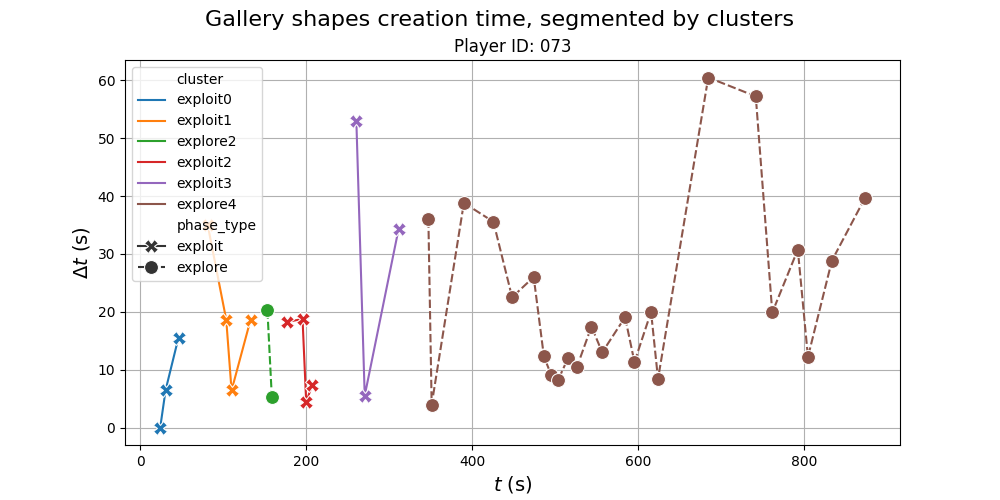 Gallery shapes creation time, segmented by clusters
Player ID: 073
60
50
40
30
20
10
0
Δt (s)
cluster
exploit0
exploit1
explore2
exploit2
exploit3
explore4
phase_type
exploit
explore
0
200
400
600
800
t (s)